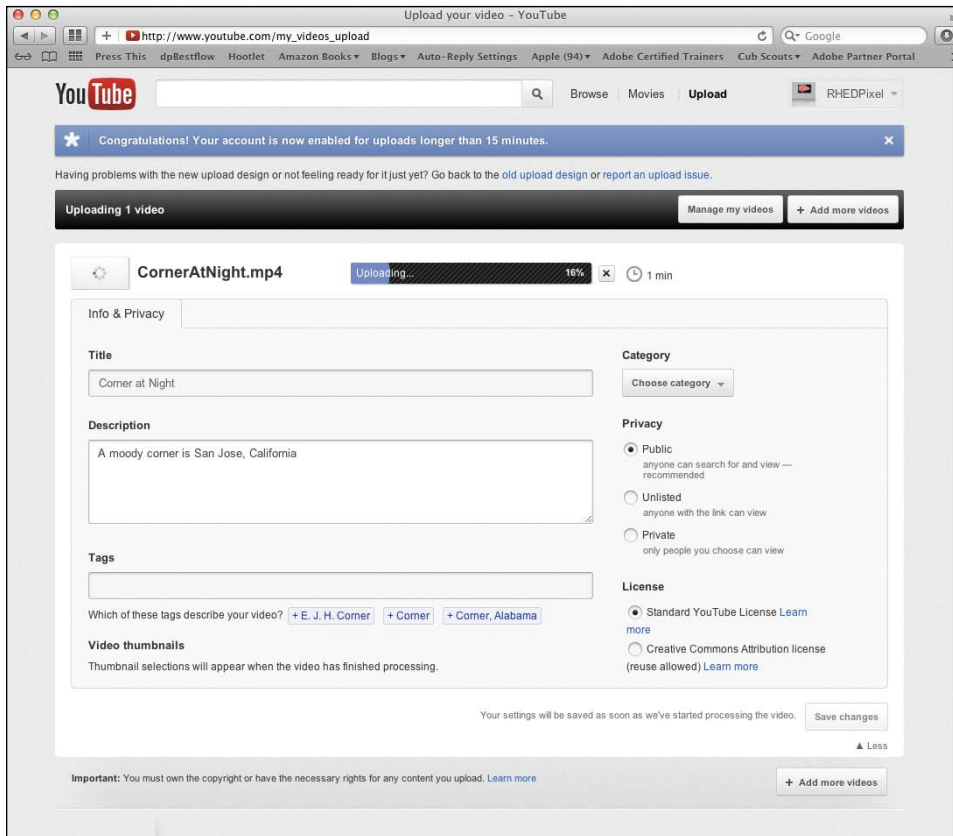 Upload your video – YouTube
http://www.youtube.com/my_videos_upload
Google
Press This dpBestflow Hootlet Amazon Books Blogs Auto-Reply Settings Apple (94) Adobe Certified Trainers Cub Scouts Adobe Partner Portal
YouTube
Browse Movies Upload
RHEDPixel
Congratulations! Your account is now enabled for uploads longer than 15 minutes.
Having problems with the new upload design or not feeling ready for it just yet? Go back to the old upload design or report an upload issue.
Uploading 1 video
Manage my videos
+ Add more videos
CornerAtNight.mp4
Uploading...
16%
1 min
Info & Privacy
Title
Corner at Night
Description
A moody corner is San Jose, California
Tags
Which of these tags describe your video? + E. J. H. Corner + Corner + Corner, Alabama
Video thumbnails
Thumbnail selections will appear when the video has finished processing.
Category
Choose category
Privacy
Public
anyone can search for and view —
recommended
Unlisted
anyone with the link can view
Private
only people you choose can view
License
Standard YouTube License Learn
more
Creative Commons Attribution license
(reuse allowed) Learn more
Your settings will be saved as soon as we've started processing the video.
Save changes
Less
Important: You must own the copyright or have the necessary rights for any content you upload. Learn more
+ Add more videos